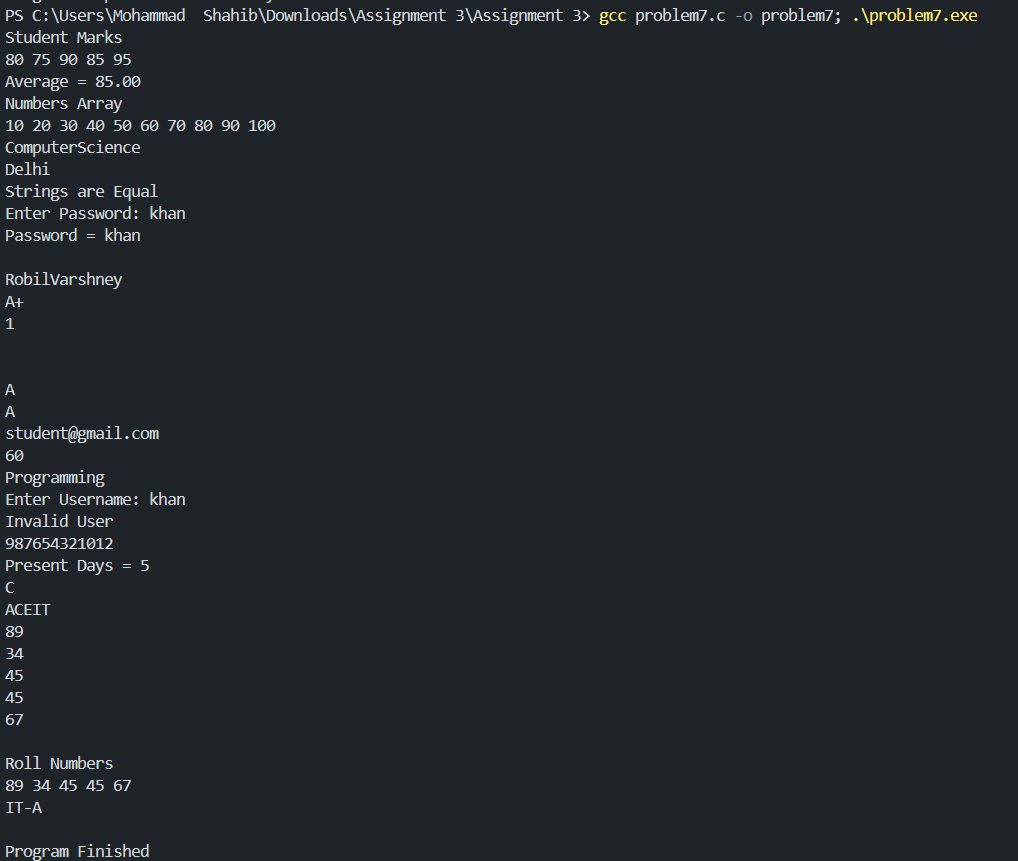 PS C:\Users\Mohammad  Shahib\Downloads\Assignment 3\Assignment 3> gcc problem7.c -o problem7; .\problem7.exe
Student Marks
80 75 90 85 95
Average = 85.00
Numbers Array
10 20 30 40 50 60 70 80 90 100
ComputerScience
Delhi
Strings are Equal
Enter Password: khan
Password = khan
RobilVarshney
A+
1
A
A
student@gmail.com
60
Programming
Enter Username: khan
Invalid User
987654321012
Present Days = 5
C
ACEIT
89
34
45
45
67
Roll Numbers
89 34 45 45 67
IT-A
Program Finished